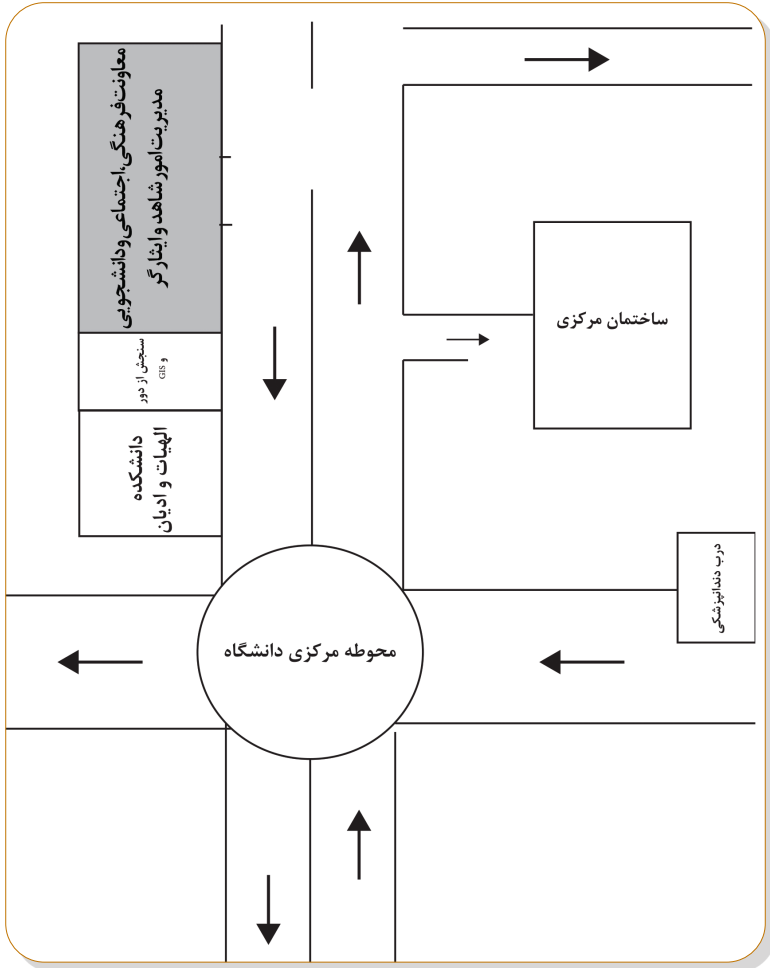 معاونت فرهنگی، اجتماعی و دانشجویی
مدیریت امور شاهد و ایثارگر
سنجش از دور
و GIS
دانشکده
الهیات و ادیان
ساختمان مرکزی
درب دندانپزشکی
محوطه مرکزی دانشگاه